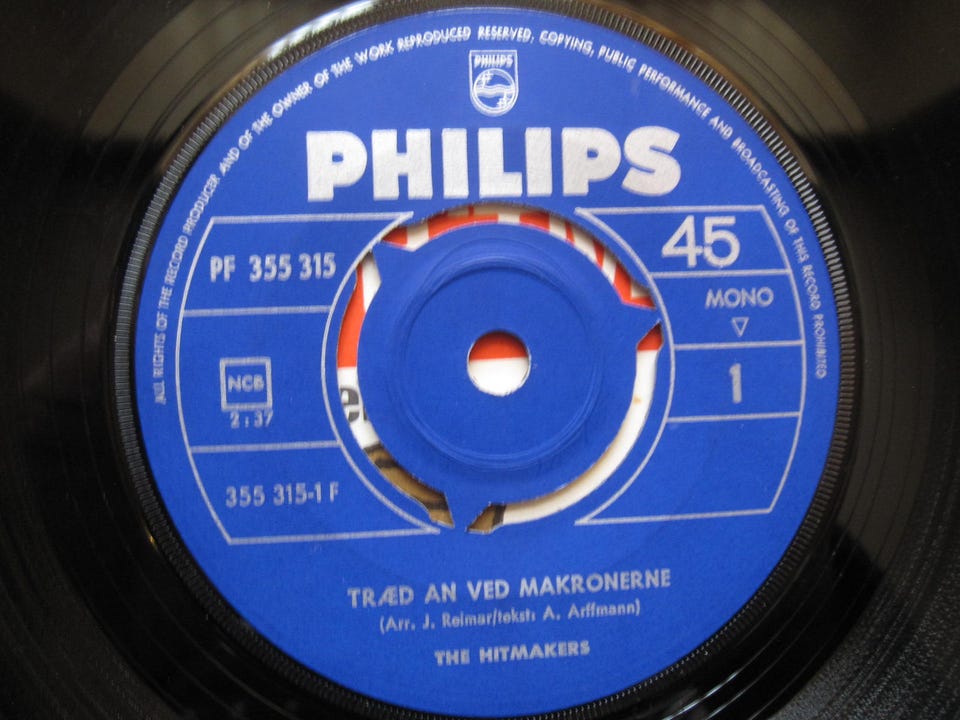 ALL RIGHTS OF THE RECORD PRODUCER AND OF THE OWNER OF THE WORK REPRODUCED RESERVED, COPYING, PUBLIC PERFORMANCE AND BROADCASTING OF THIS RECORD PROHIBITED
PHILIPS
PHILIPS
PF 355 315
45
MONO
NCB
1
2:37
355 315-1 F
TRÆD AN VED MAKRONERNE
(Arr. J. Reimar/tekst: A. Arffmann)
THE HITMAKERS